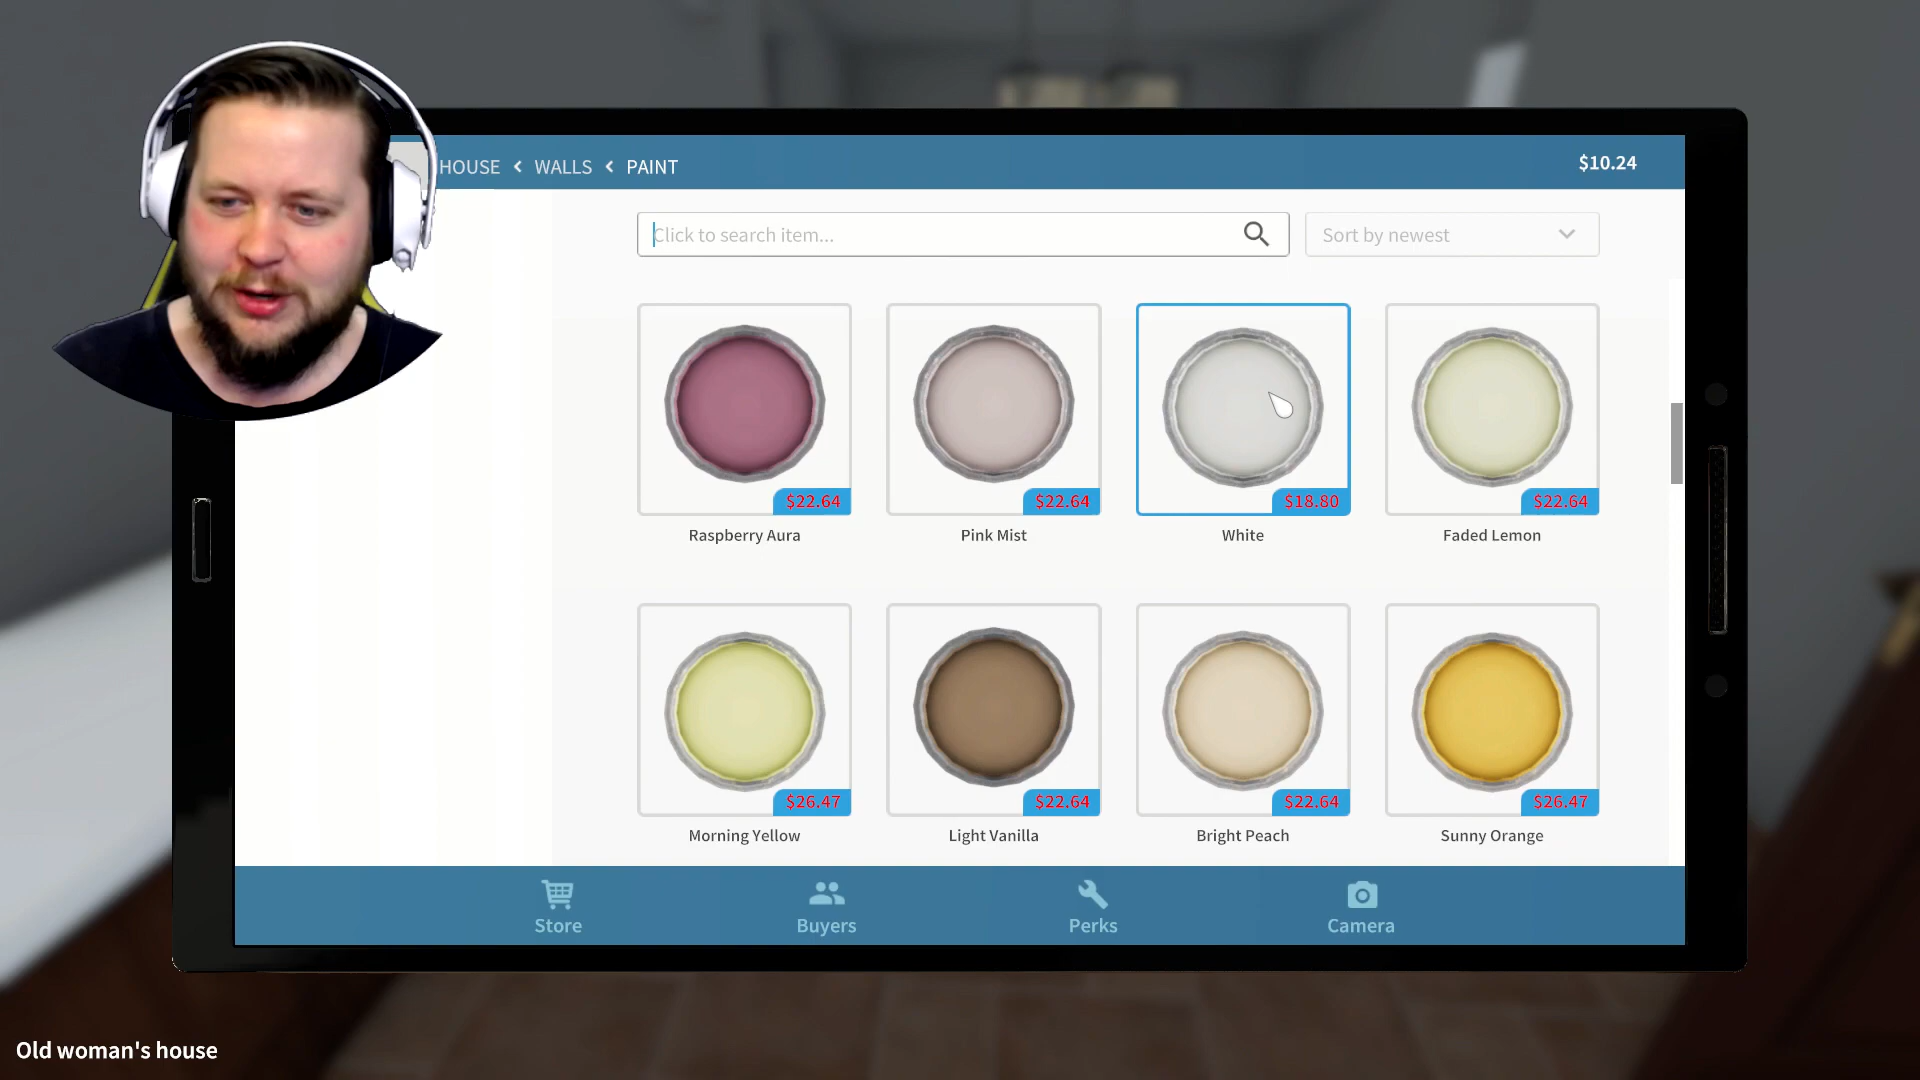 HOUSE < WALLS < PAINT
$10.24
Click to search item...
Sort by newest
$22.64
$22.64
$18.80
$22.64
Raspberry Aura
Pink Mist
White
Faded Lemon
$26.47
$22.64
$22.64
$26.47
Morning Yellow
Light Vanilla
Bright Peach
Sunny Orange
Store
Buyers
Perks
Camera
Old woman's house